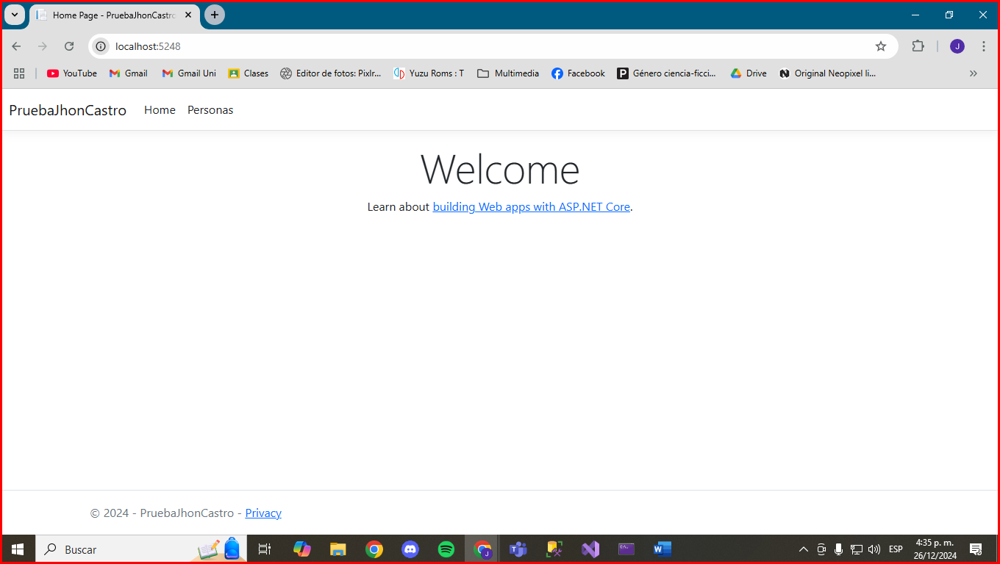 Home Page - PruebaJhonCastro
localhost:5248
J
YouTube
Gmail
Gmail Uni
Clases
Editor de fotos: Pixlr...
Yuzu Roms : T
Multimedia
Facebook
Género ciencia-ficci...
Drive
Original Neopixel li...
PruebaJhonCastro
Home
Personas
Welcome
Learn about building Web apps with ASP.NET Core.
© 2024 - PruebaJhonCastro - Privacy
Buscar
ESP
4:35 p. m.
26/12/2024